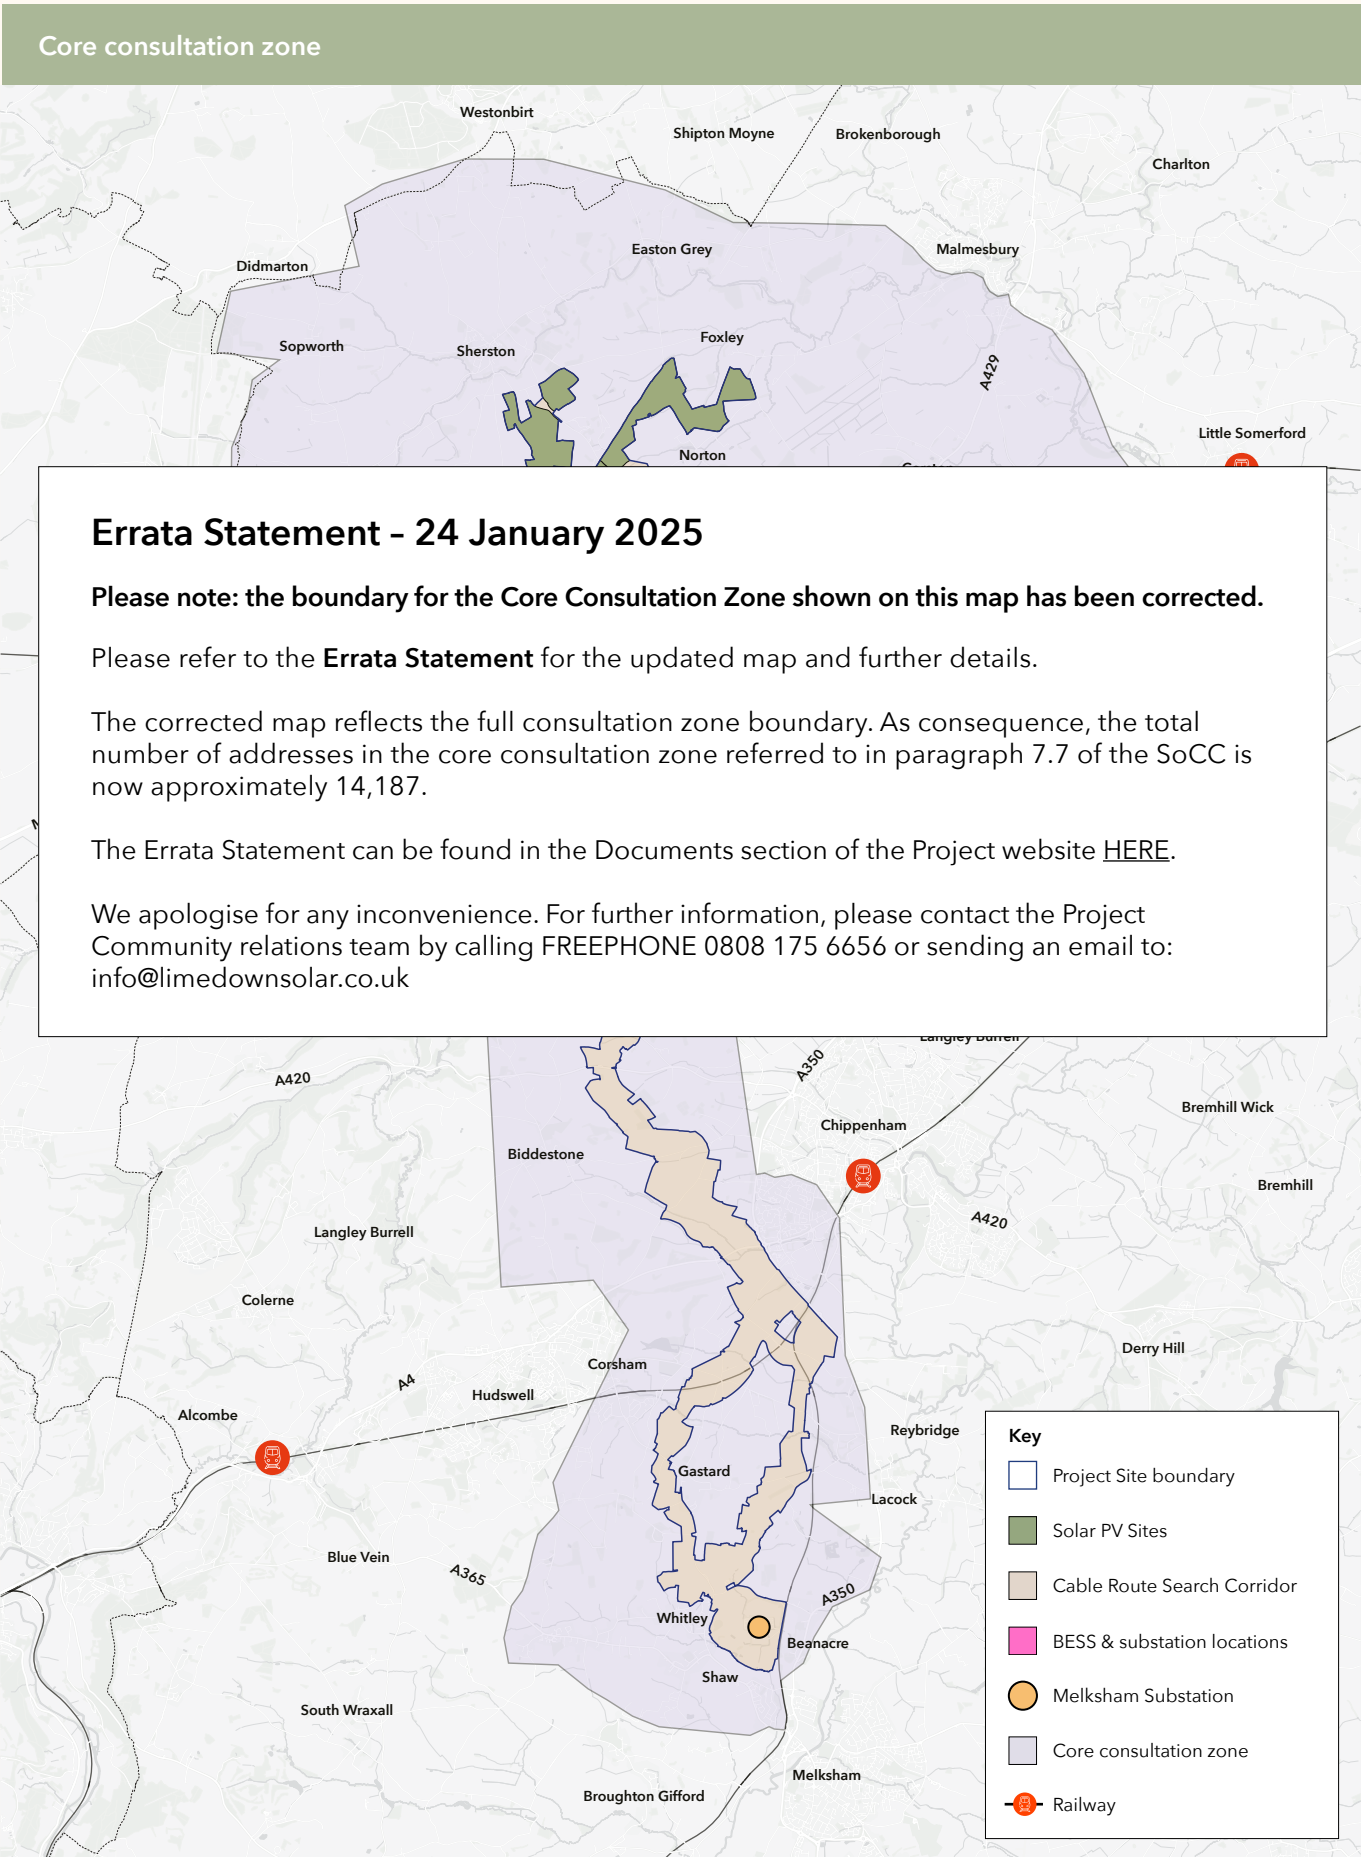 Core consultation zone
Westonbirt
Shipton Moyne
Brokenborough
Charlton
Easton Grey
Malmesbury
Didmarton
Foxley
Sopworth
Sherston
A429
Little Somerford
Norton
Errata Statement – 24 January 2025
Please note: the boundary for the Core Consultation Zone shown on this map has been corrected.
Please refer to the Errata Statement for the updated map and further details.
The corrected map reflects the full consultation zone boundary. As consequence, the total
number of addresses in the core consultation zone referred to in paragraph 7.7 of the SoCC is
now approximately 14,187.
The Errata Statement can be found in the Documents section of the Project website HERE.
We apologise for any inconvenience. For further information, please contact the Project
Community relations team by calling FREEPHONE 0808 175 6656 or sending an email to:
info@limedownsolar.co.uk
Langley Burrell
A350
A420
Bremhill Wick
Chippenham
Biddestone
Bremhill
A420
Langley Burrell
Colerne
Derry Hill
Corsham
A4
Hudswell
Alcombe
Reybridge
Gastard
Lacock
Blue Vein
A365
A350
Whitley
Beanacre
Shaw
South Wraxall
Melksham
Broughton Gifford
Key
Project Site boundary
Solar PV Sites
Cable Route Search Corridor
BESS & substation locations
Melksham Substation
Core consultation zone
Railway